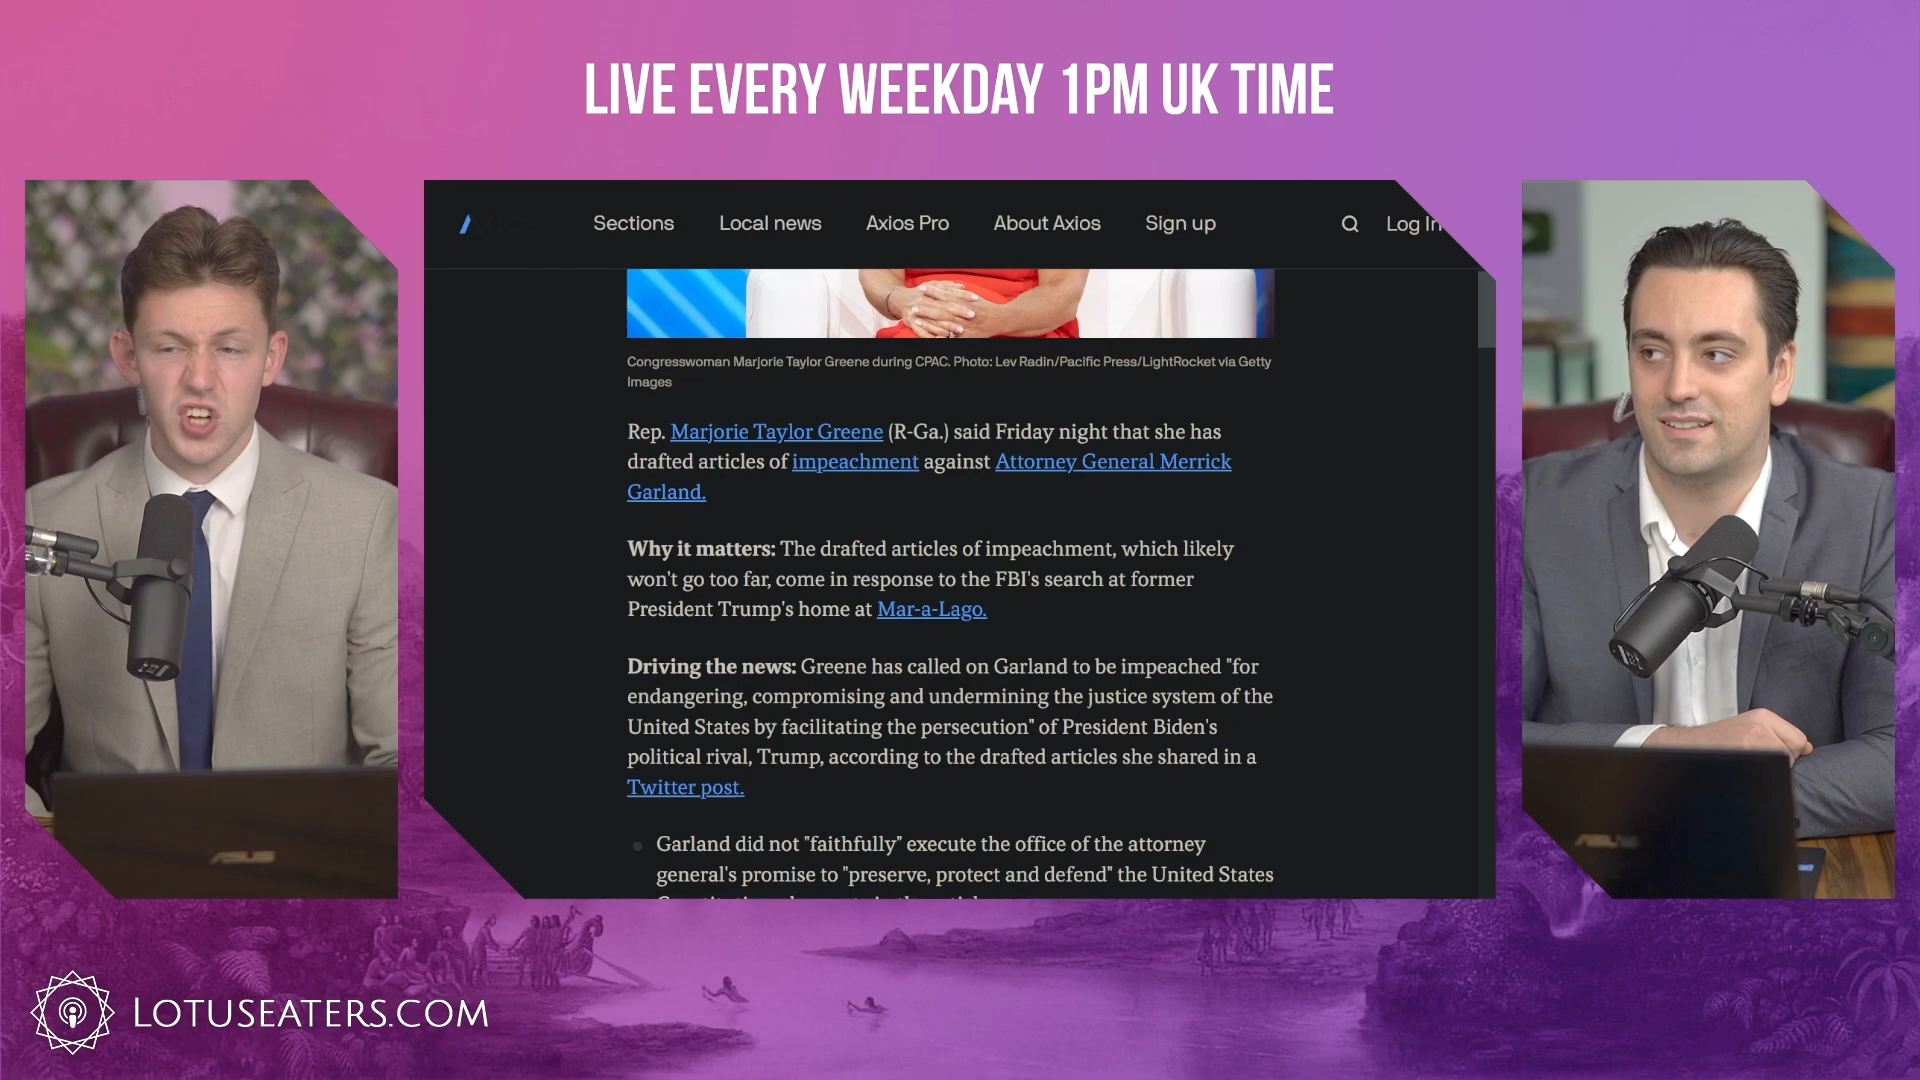 LIVE EVERY WEEKDAY 1PM UK TIME
Sections Local news Axios Pro About Axios Sign up Log In
Congresswoman Marjorie Taylor Greene during CPAC. Photo: Lev Radin/Pacific Press/LightRocket via Getty
Images
Rep. Marjorie Taylor Greene (R-Ga.) said Friday night that she has
drafted articles of impeachment against Attorney General Merrick
Garland.
Why it matters: The drafted articles of impeachment, which likely
won't go too far, come in response to the FBI's search at former
President Trump's home at Mar-a-Lago.
Driving the news: Greene has called on Garland to be impeached "for
endangering, compromising and undermining the justice system of the
United States by facilitating the persecution" of President Biden's
political rival, Trump, according to the drafted articles she shared in a
Twitter post.
Garland did not "faithfully" execute the office of the attorney
general's promise to "preserve, protect and defend" the United States
ASUS
ASUS
LOTUSEATERS.COM